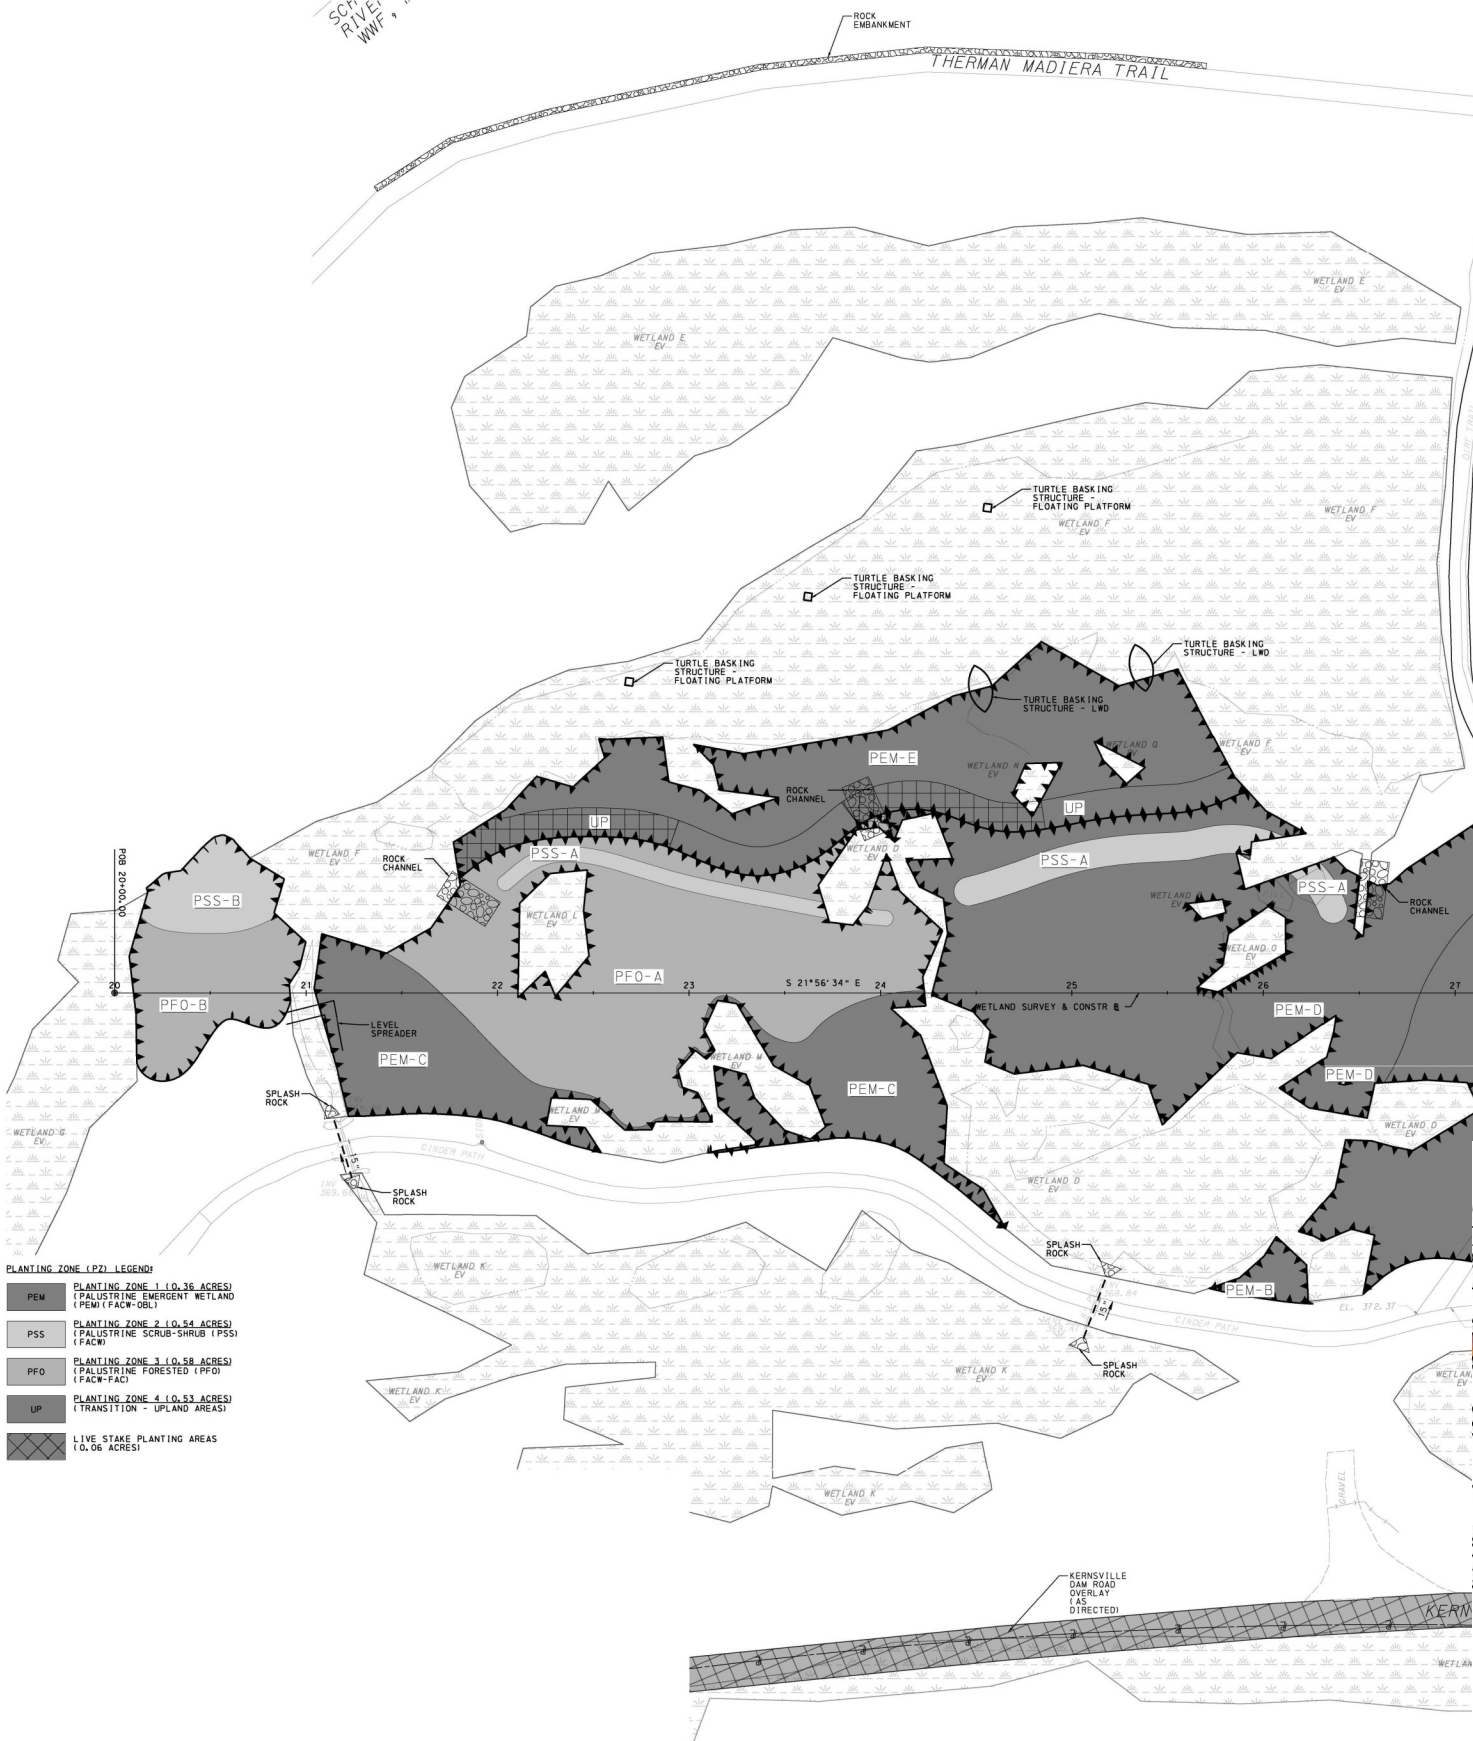 ROCK
EMBANKMENT
THERMAN MADIERA TRAIL
WETLAND E
EV
WETLAND E
EV
TURTLE BASKING
STRUCTURE -
FLOATING PLATFORM
WETLAND F
EV
WETLAND F
EV
TURTLE BASKING
STRUCTURE -
FLOATING PLATFORM
TURTLE BASKING
STRUCTURE - LWD
TURTLE BASKING
STRUCTURE -
FLOATING PLATFORM
TURTLE BASKING
STRUCTURE - LWD
WETLAND Q
EV
WETLAND F
EV
PEM-E
WETLAND N
EV
ROCK
CHANNEL
UP
UP
WETLAND F
EV
ROCK
CHANNEL
PSS-A
WETLAND D
EV
PSS-A
PSS-A
POB 20+00.00
PSS-B
WETLAND L
EV
EV
ROCK
CHANNEL
WETLAND O
EV
PFO-A
S 21°56'34" E
20
21
22
23
24
25
26
27
PFO-B
WETLAND SURVEY & CONSTR B
PEM-D
LEVEL
SPREADER
PEM-C
WETLAND M
EV
PEM-C
PEM-D
SPLASH
ROCK
WETLAND M
EV
WETLAND G
EV
WETLAND D
EV
CINDER PATH
15"
SPLASH
ROCK
WETLAND D
EV
SPLASH
ROCK
WETLAND K
EV
PEM-B
15"
EL. 372.37
CINDER PATH
SPLASH
ROCK
WETLAND K
EV
WETLAND K
EV
WETLAND K
EV
PLANTING ZONE (PZ) LEGEND:
PEM
PLANTING ZONE 1 (0.36 ACRES)
(PALUSTRINE EMERGENT WETLAND
(PEM)(FACW-OBL)
PSS
PLANTING ZONE 2 (0.54 ACRES)
(PALUSTRINE SCRUB-SHRUB (PSS)
(FACW)
PFO
PLANTING ZONE 3 (0.58 ACRES)
(PALUSTRINE FORESTED (PFO)
(FACW-FAC)
UP
PLANTING ZONE 4 (0.53 ACRES)
(TRANSITION - UPLAND AREAS)
LIVE STAKE PLANTING AREAS
(0.06 ACRES)
GRAVEL
KERNSVILLE
DAM ROAD
OVERLAY
(AS
DIRECTED)
KERN